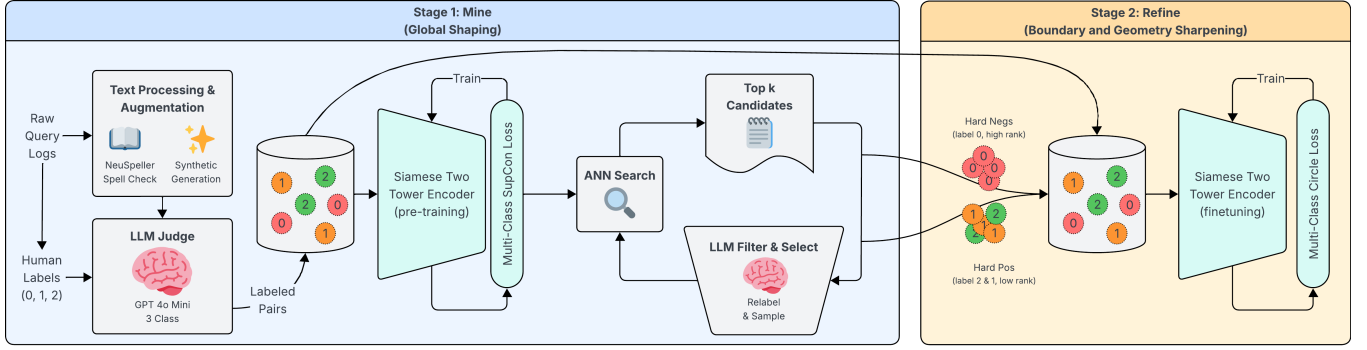 Stage 1: Mine
(Global Shaping)
Raw
Query
Logs
Human
Labels
(0, 1, 2)
Text Processing &
Augmentation
NeuSpeller
Spell Check
Synthetic
Generation
LLM Judge
GPT 4o Mini
3 Class
Labeled
Pairs
1
2
2
0
0
1
Train
Siamese Two
Tower Encoder
(pre-training)
Multi-Class SupCon Loss
ANN Search
Top k
Candidates
LLM Filter & Select
Relabel
& Sample
Stage 2: Refine
(Boundary and Geometry Sharpening)
Hard Negs
(label 0, high rank)
0
0
0
0
0
1
2
1
2
1
Hard Pos
(label 2 & 1, low rank)
1
2
2
0
0
1
Train
Siamese Two
Tower Encoder
(finetuning)
Multi-Class Circle Loss